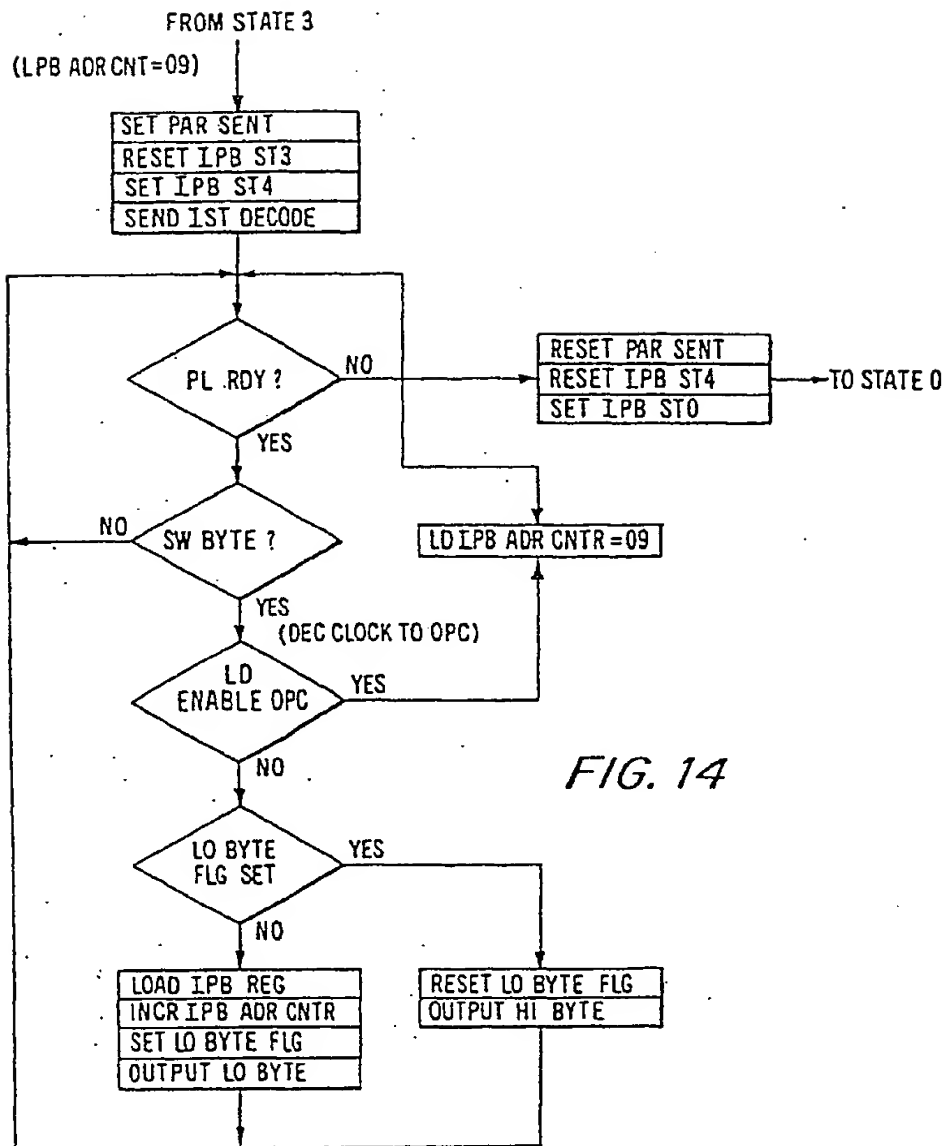 FROM STATE 3
(LPB ADR CNT=09)
SET PAR SENT
RESET IPB ST3
SET IPB ST4
SEND 1ST DECODE
PL .RDY ?
NO
YES
RESET PAR SENT
RESET IPB ST4
SET IPB ST0
TO STATE 0
NO
SW BYTE ?
YES
LD IPB ADR CNTR = 09
(DEC CLOCK TO OPC)
LD
ENABLE OPC
YES
NO
FIG. 14
LO BYTE
FLG SET
YES
NO
LOAD IPB REG
INCR IPB ADR CNTR
SET LO BYTE FLG
OUTPUT LO BYTE
RESET LO BYTE FLG
OUTPUT HI BYTE